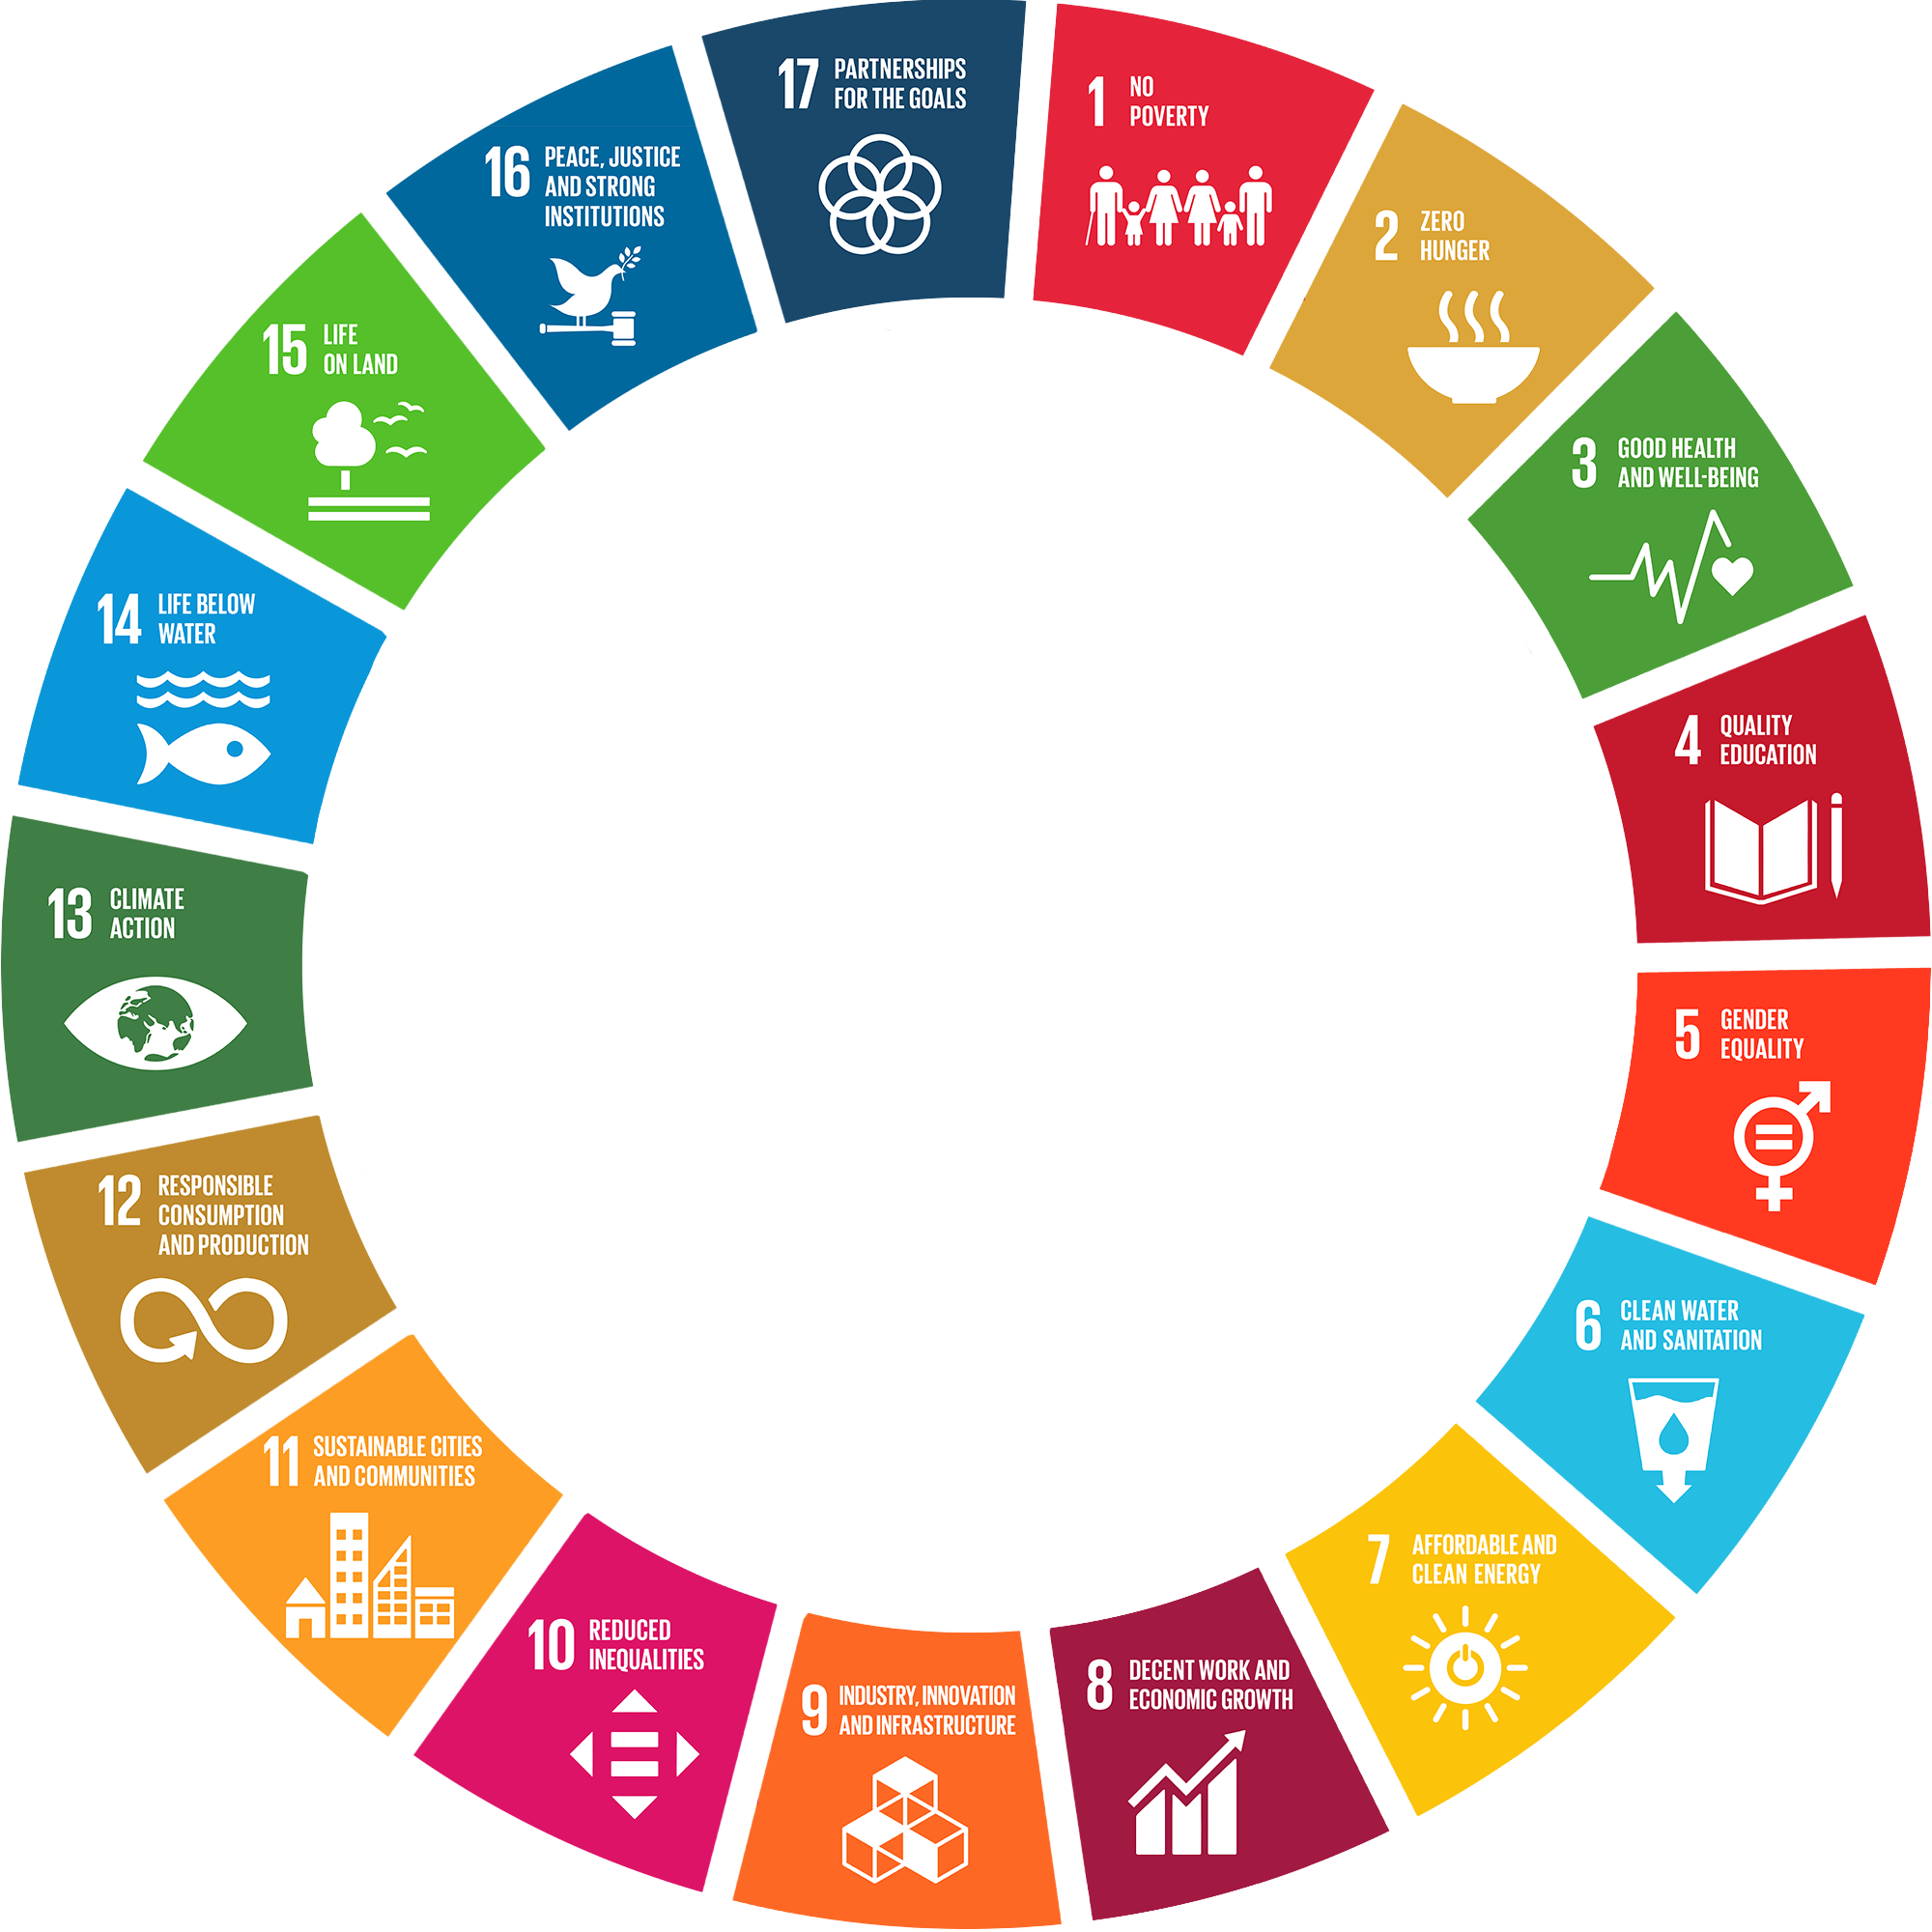 1 NO
POVERTY
2 ZERO
HUNGER
3 GOOD HEALTH
AND WELL-BEING
4 QUALITY
EDUCATION
5 GENDER
EQUALITY
6 CLEAN WATER
AND SANITATION
7 AFFORDABLE AND
CLEAN ENERGY
8 DECENT WORK AND
ECONOMIC GROWTH
9 INDUSTRY, INNOVATION
AND INFRASTRUCTURE
10 REDUCED
INEQUALITIES
11 SUSTAINABLE CITIES
AND COMMUNITIES
12 RESPONSIBLE
CONSUMPTION
AND PRODUCTION
13 CLIMATE
ACTION
14 LIFE BELOW
WATER
15 LIFE
ON LAND
16 PEACE, JUSTICE
AND STRONG
INSTITUTIONS
17 PARTNERSHIPS
FOR THE GOALS